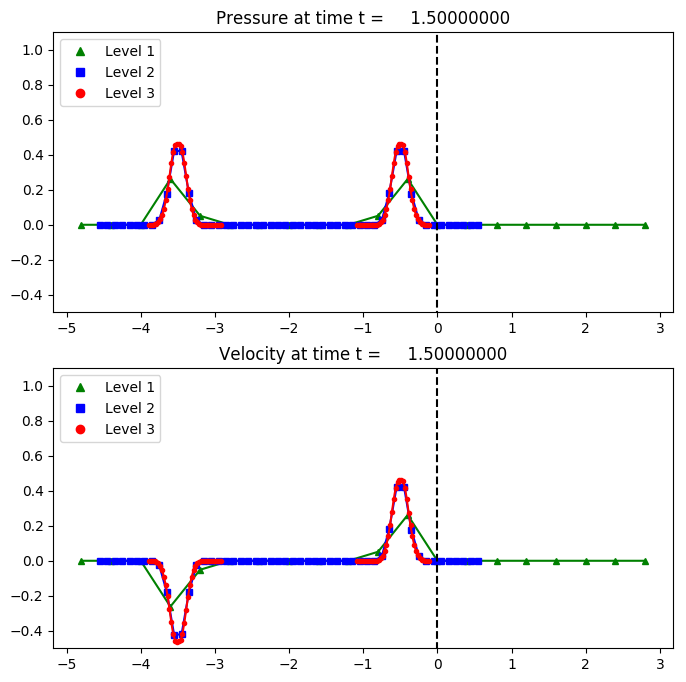 Pressure at time t = 1.50000000
Level 1
Level 2
Level 3
1.0
0.8
0.6
0.4
0.2
0.0
−0.2
−0.4
−5 −4 −3 −2 −1 0 1 2 3
Velocity at time t = 1.50000000
Level 1
Level 2
Level 3
1.0
0.8
0.6
0.4
0.2
0.0
−0.2
−0.4
−5 −4 −3 −2 −1 0 1 2 3